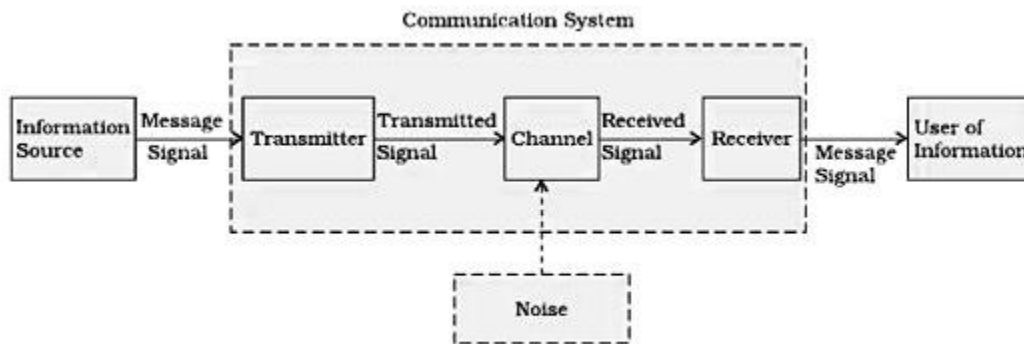 Communication System
Information
Source
Message
Signal
Transmitter
Transmitted
Signal
Channel
Received
Signal
Receiver
Message
Signal
User of
Information
Noise